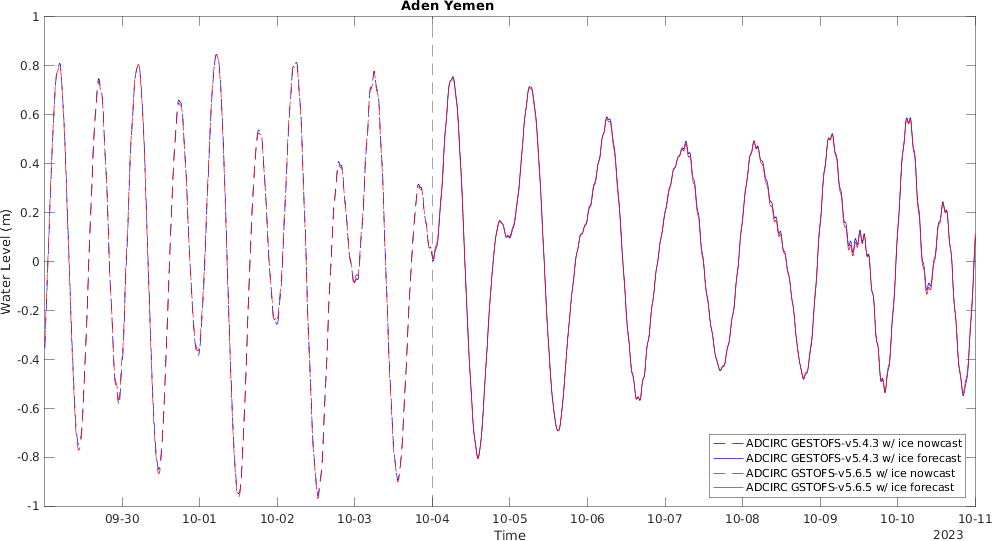 Aden Yemen
1
0.8
0.6
0.4
0.2
0
-0.2
-0.4
-0.6
-0.8
-1
Water Level (m)
ADCIRC GESTOFS-v5.4.3 w/ ice nowcast
ADCIRC GESTOFS-v5.4.3 w/ ice forecast
ADCIRC GSTOFS-v5.6.5 w/ ice nowcast
ADCIRC GSTOFS-v5.6.5 w/ ice forecast
09-30 10-01 10-02 10-03 10-04 10-05 10-06 10-07 10-08 10-09 10-10 10-11
Time
2023